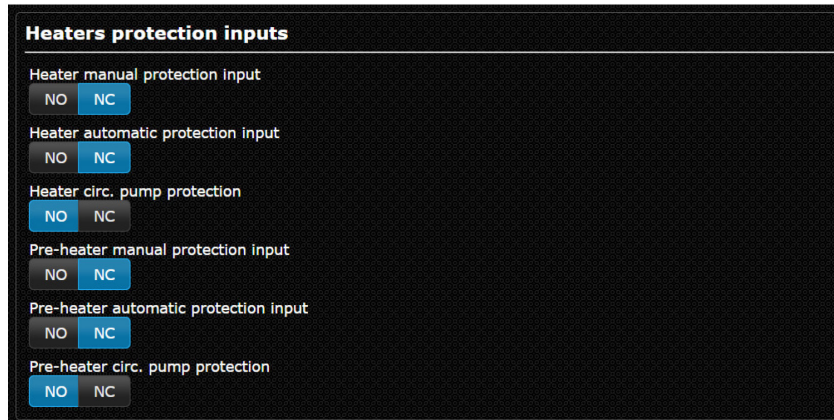 Heaters protection inputs
Heater manual protection input
NO NC
Heater automatic protection input
NO NC
Heater circ. pump protection
NO NC
Pre-heater manual protection input
NO NC
Pre-heater automatic protection input
NO NC
Pre-heater circ. pump protection
NO NC